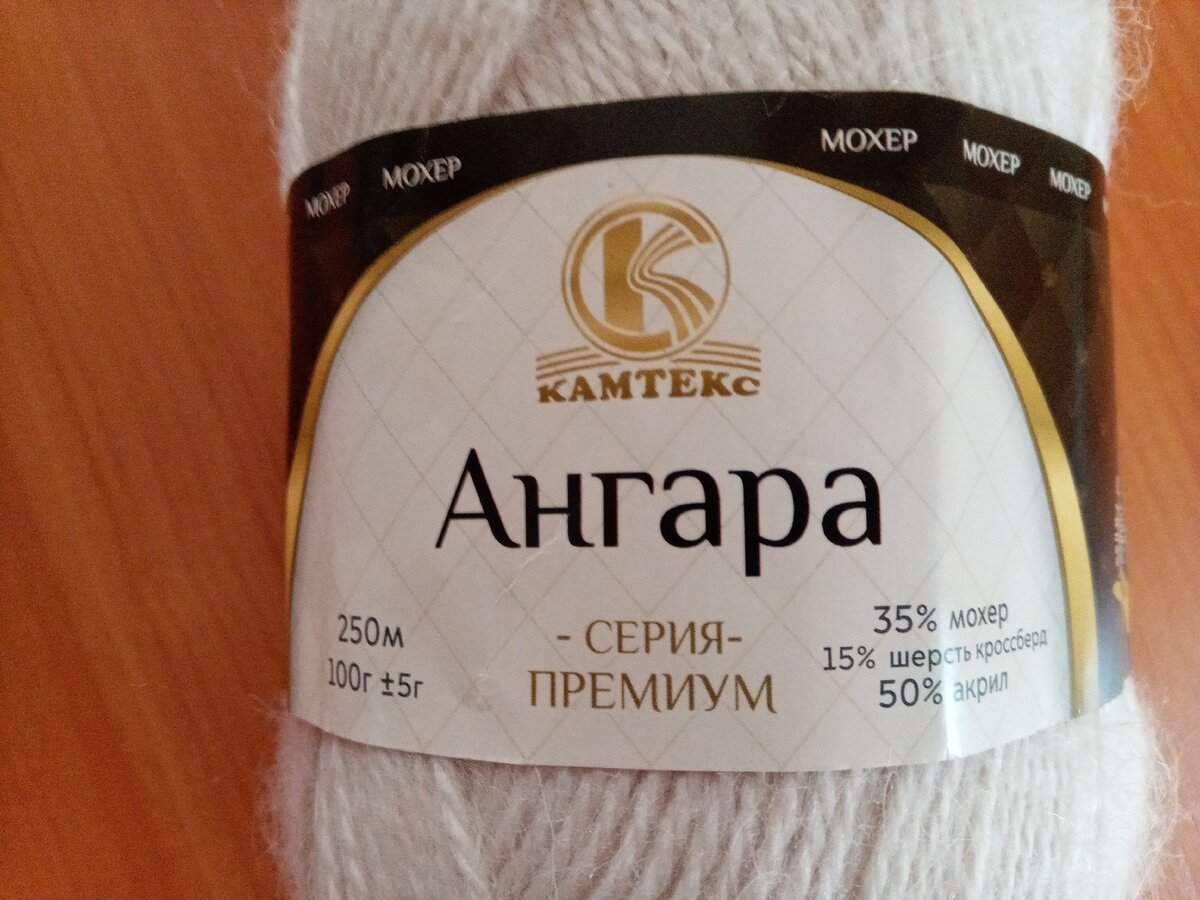 МОХЕР
МОХЕР
МОХЕР
МОХЕР
МОХЕР
КАМТЕКС
Ангара
250м
100г ±5г
- СЕРИЯ-
ПРЕМИУМ
35% мохер
15% шерсть кроссберд
50% акрил